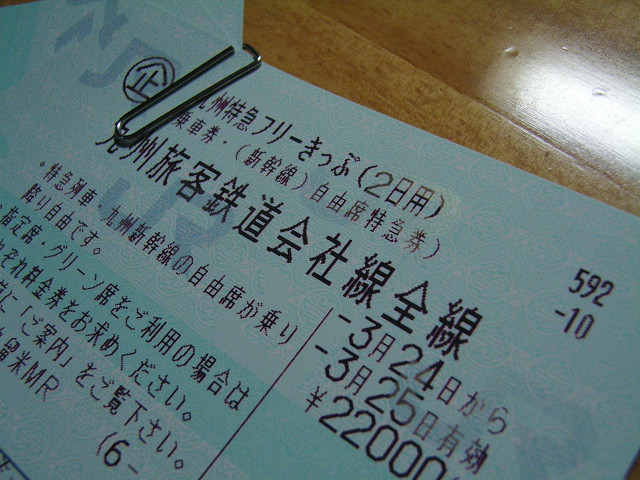 企
九州特急フリーきっぷ(2日用)
乗車券・(新幹線)自由席特急券)
九州旅客鉄道会社線全線
592
-10
-3月24日から
-3月25日有効
¥22000
・特急列車・九州新幹線の自由席が乗り
降り自由です。
・指定席・グリーン席をご利用の場合は
それぞれ料金券をお求めください。
に「ご案内」をご覧下さい。
留米MR
(6-